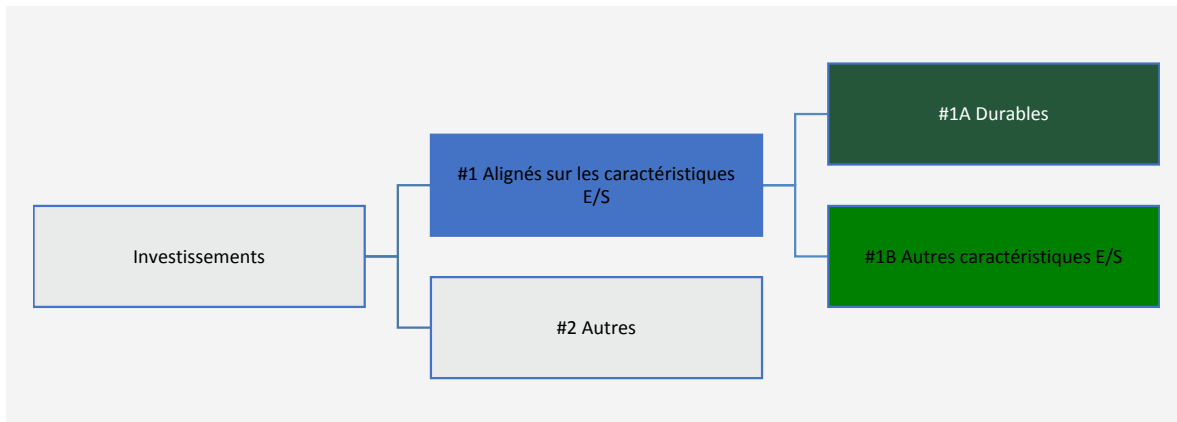 Investissements
#1 Alignés sur les caractéristiques
E/S
#2 Autres
#1A Durables
#1B Autres caractéristiques E/S